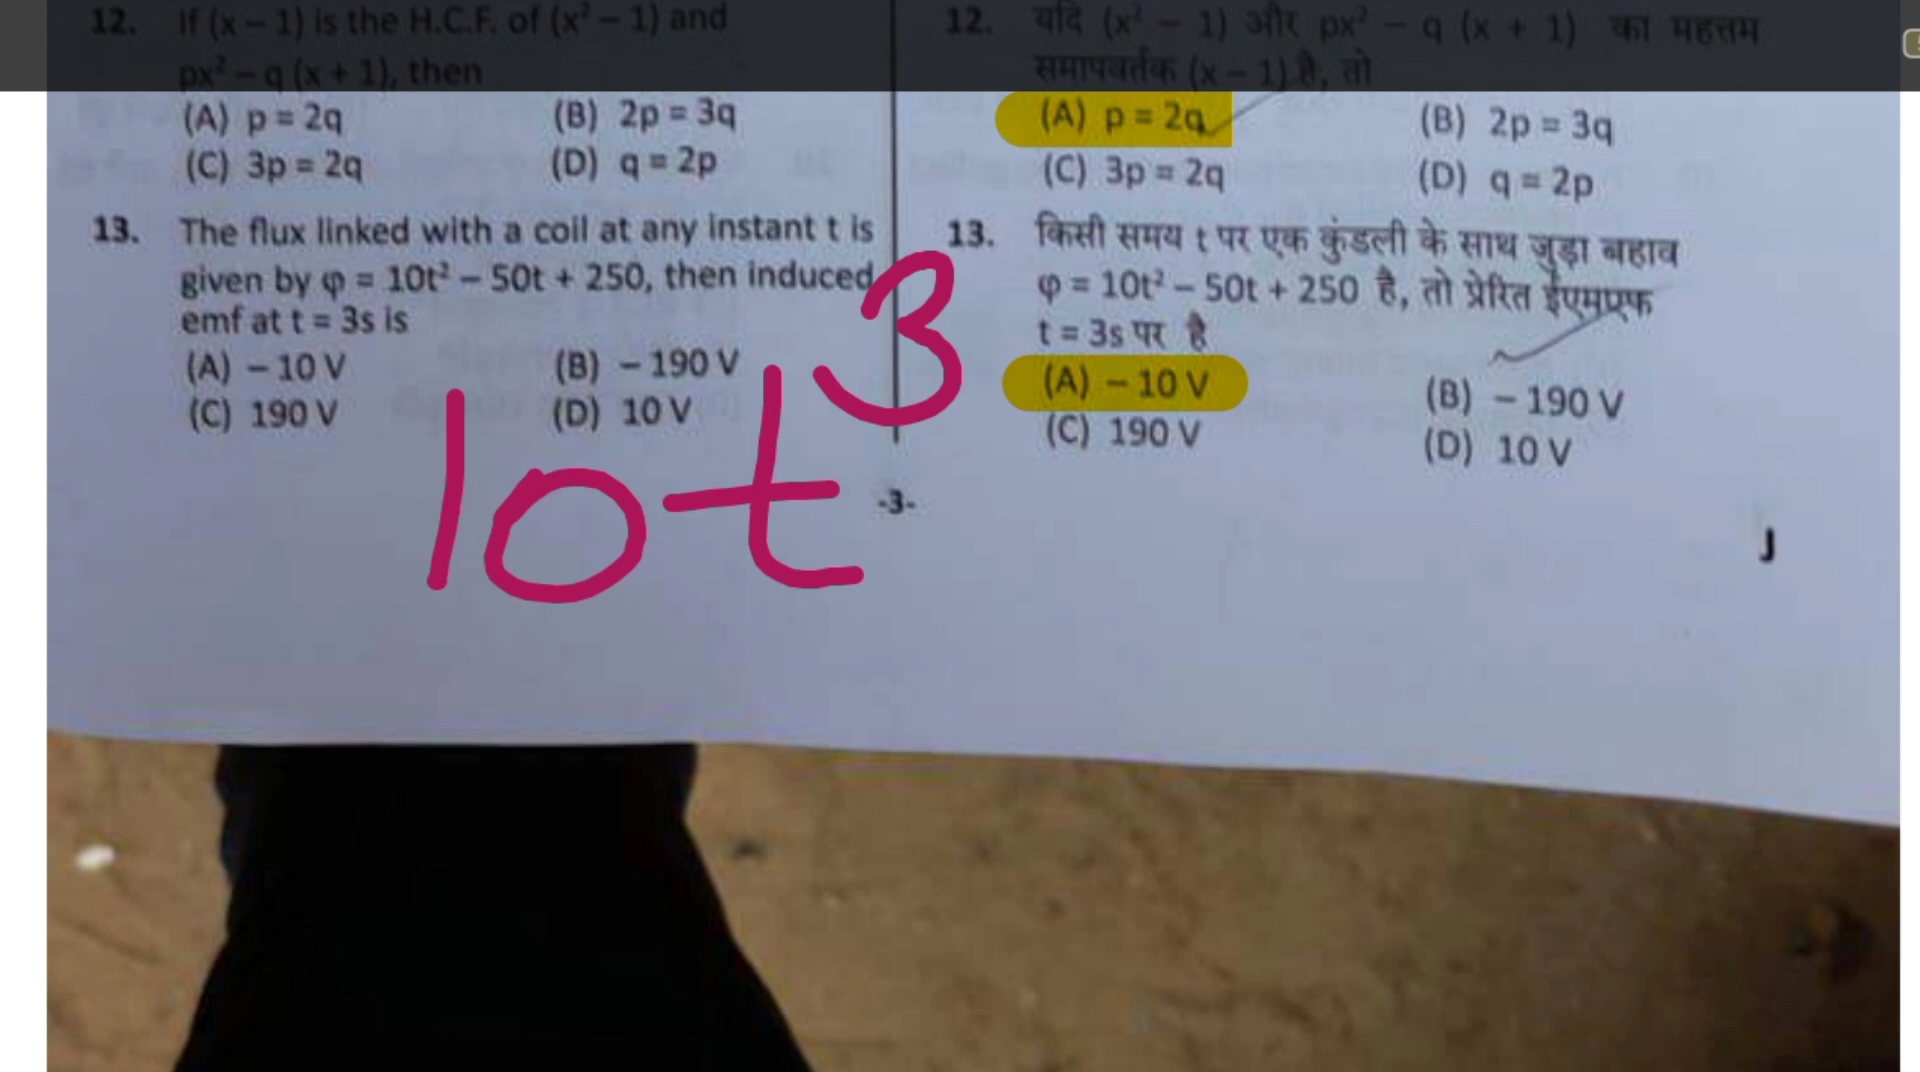 12. If (x – 1) is the H.C.F. of (x² – 1) and
px² – q (x + 1), then
(A) p = 2q (B) 2p = 3q
(C) 3p = 2q (D) q = 2p
13. The flux linked with a coil at any instant t is
given by φ = 10t² – 50t + 250, then induced
emf at t = 3s is
(A) – 10 V (B) – 190 V
(C) 190 V (D) 10 V
12. यदि (x² – 1) और px² – q (x + 1) का महत्तम
समापवर्तक (x – 1) है, तो
(A) p = 2q (B) 2p = 3q
(C) 3p = 2q (D) q = 2p
13. किसी समय t पर एक कुंडली के साथ जुड़ा बहाव
φ = 10t² – 50t + 250 है, तो प्रेरित ईएमएफ
t = 3s पर है
(A) – 10 V (B) – 190 V
(C) 190 V (D) 10 V
10t³
-3-
J